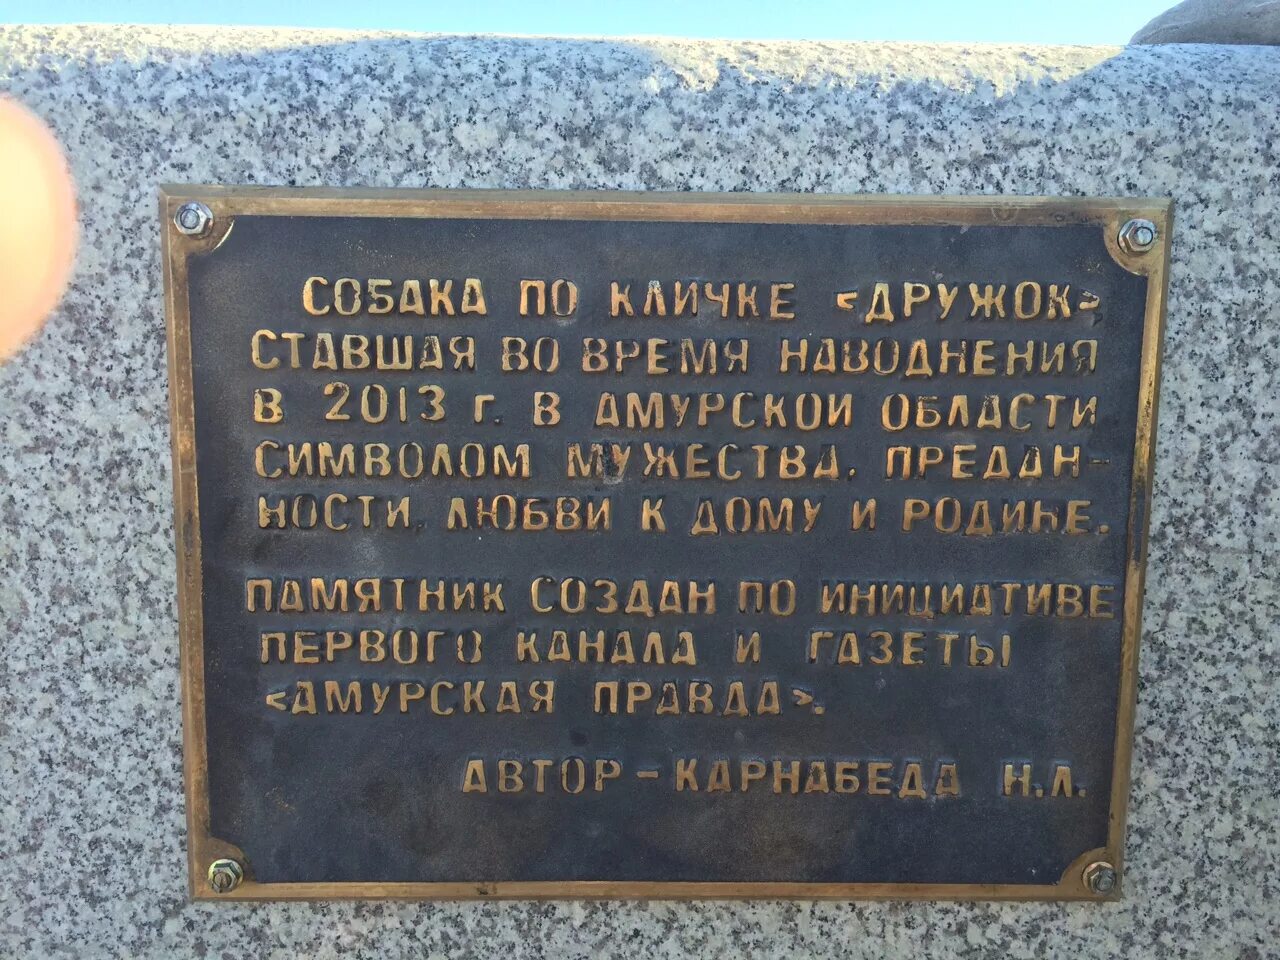 СОБАКА ПО КЛИЧКЕ <ДРУЖОК>
СТАВШАЯ ВО ВРЕМЯ НАВОДНЕНИЯ
В 2013 г. В АМУРСКОЙ ОБЛАСТИ
СИМВОЛОМ МУЖЕСТВА, ПРЕДАН-
НОСТИ, ЛЮБВИ К ДОМУ И РОДИНЕ.
ПАМЯТНИК СОЗДАН ПО ИНИЦИАТИВЕ
ПЕРВОГО КАНАЛА И ГАЗЕТЫ
<АМУРСКАЯ ПРАВДА>.
АВТОР - КАРНАБЕДА Н.Л.